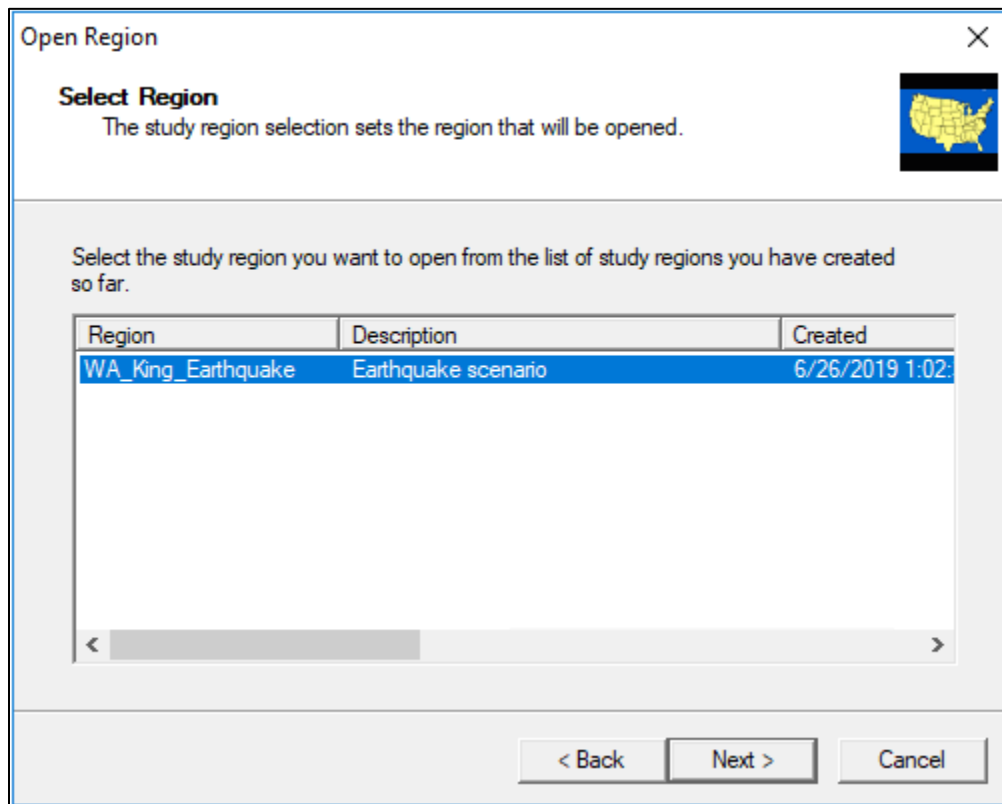 Open Region
Select Region
The study region selection sets the region that will be opened.
Select the study region you want to open from the list of study regions you have created
so far.
Region Description Created
WA_King_Earthquake Earthquake scenario 6/26/2019 1:02:
< Back Next > Cancel